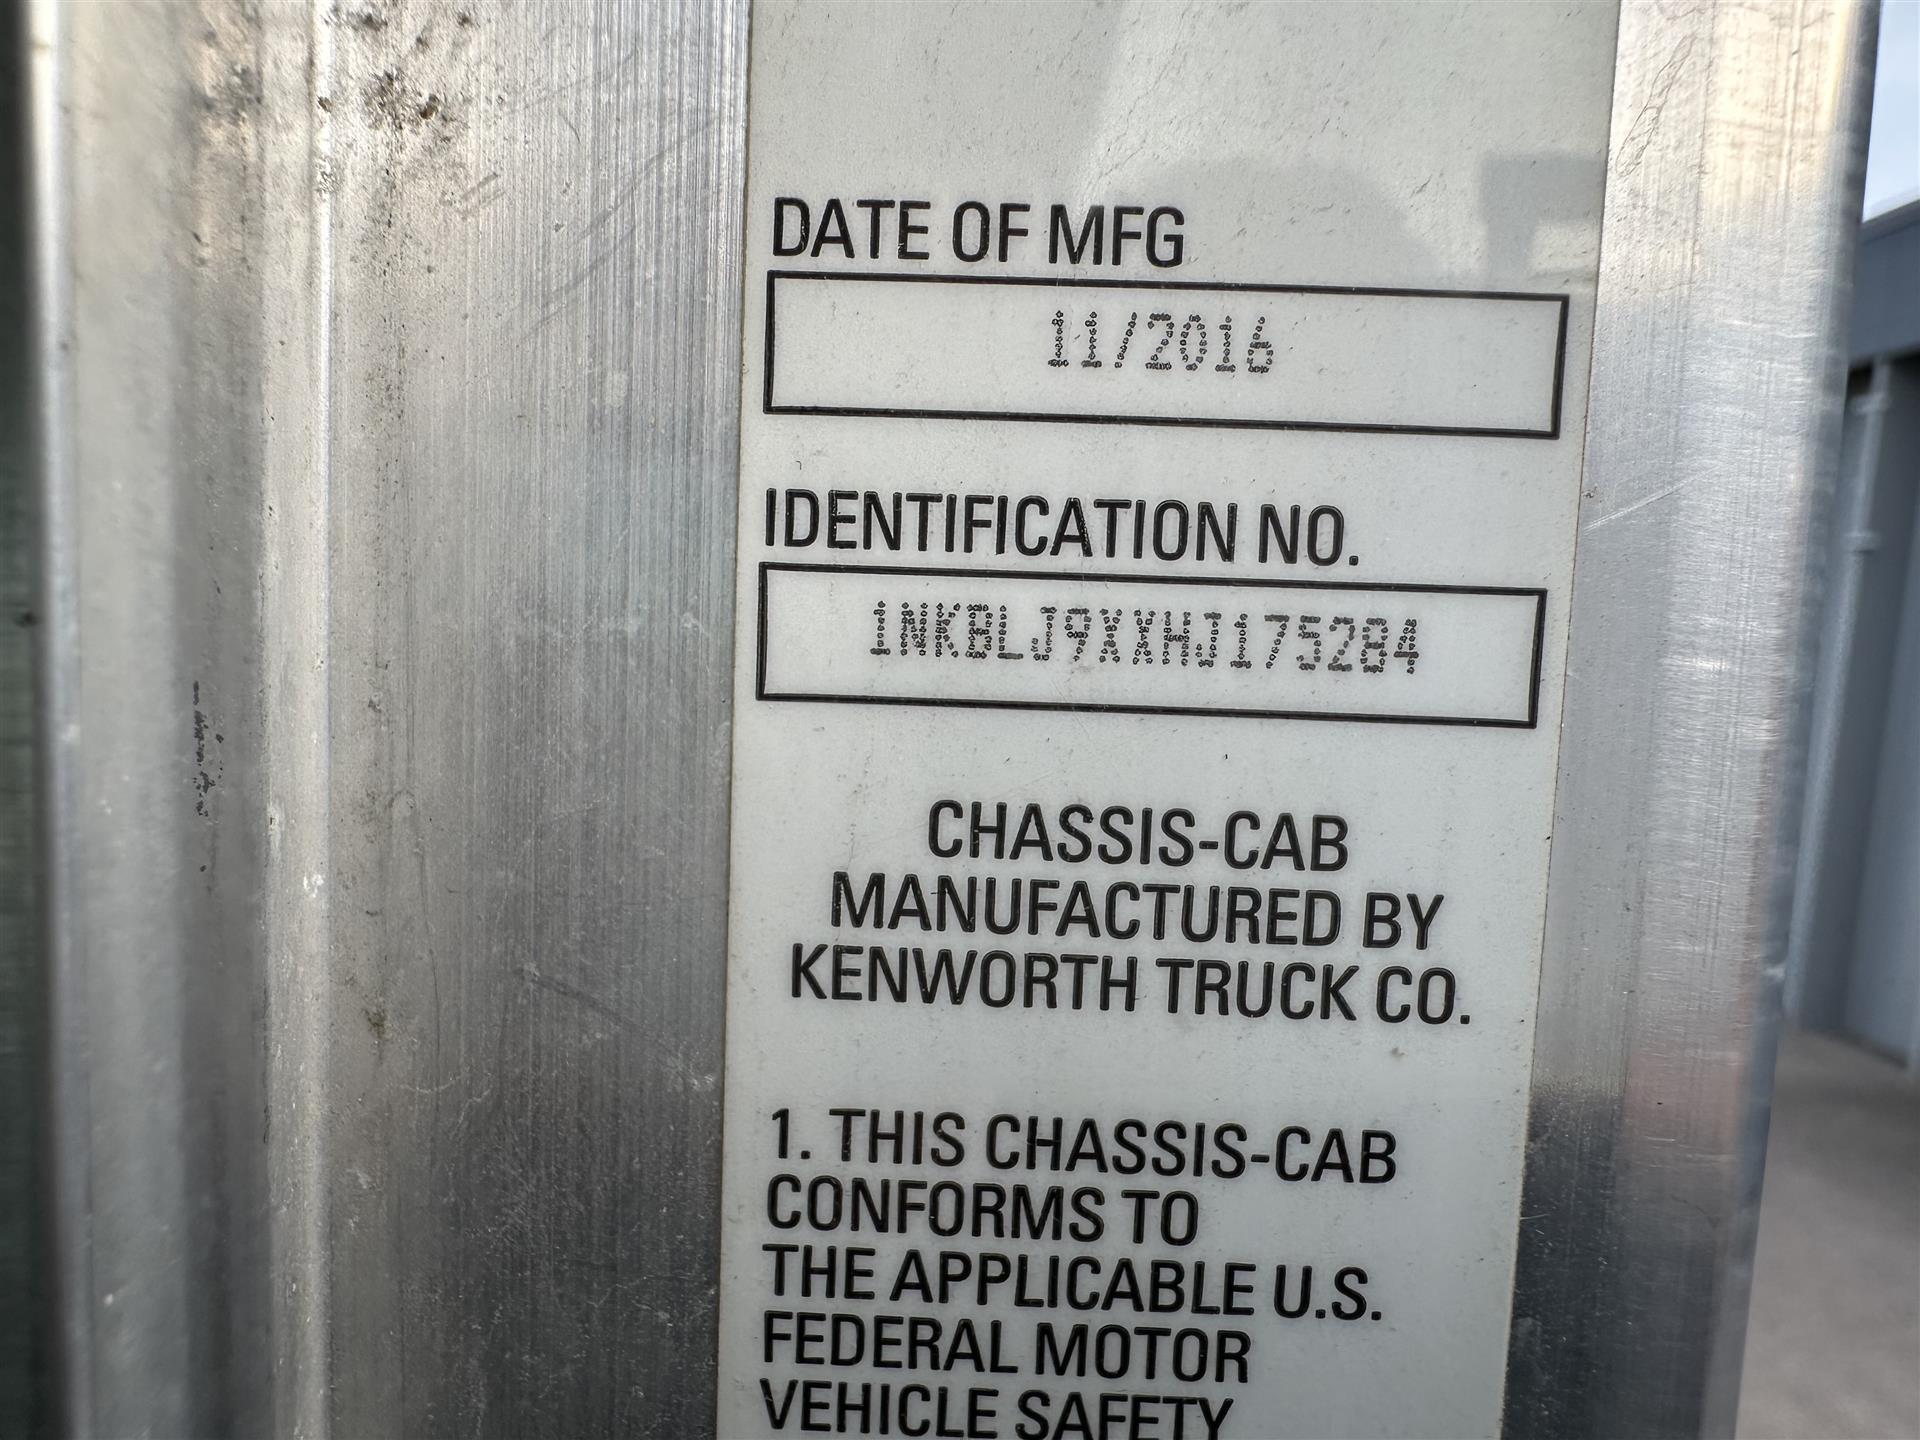 DATE OF MFG
11/2016
IDENTIFICATION NO.
1NKBLJ9XXHJ175284
CHASSIS-CAB
MANUFACTURED BY
KENWORTH TRUCK CO.
1. THIS CHASSIS-CAB
CONFORMS TO
THE APPLICABLE U.S.
FEDERAL MOTOR
VEHICLE SAFETY